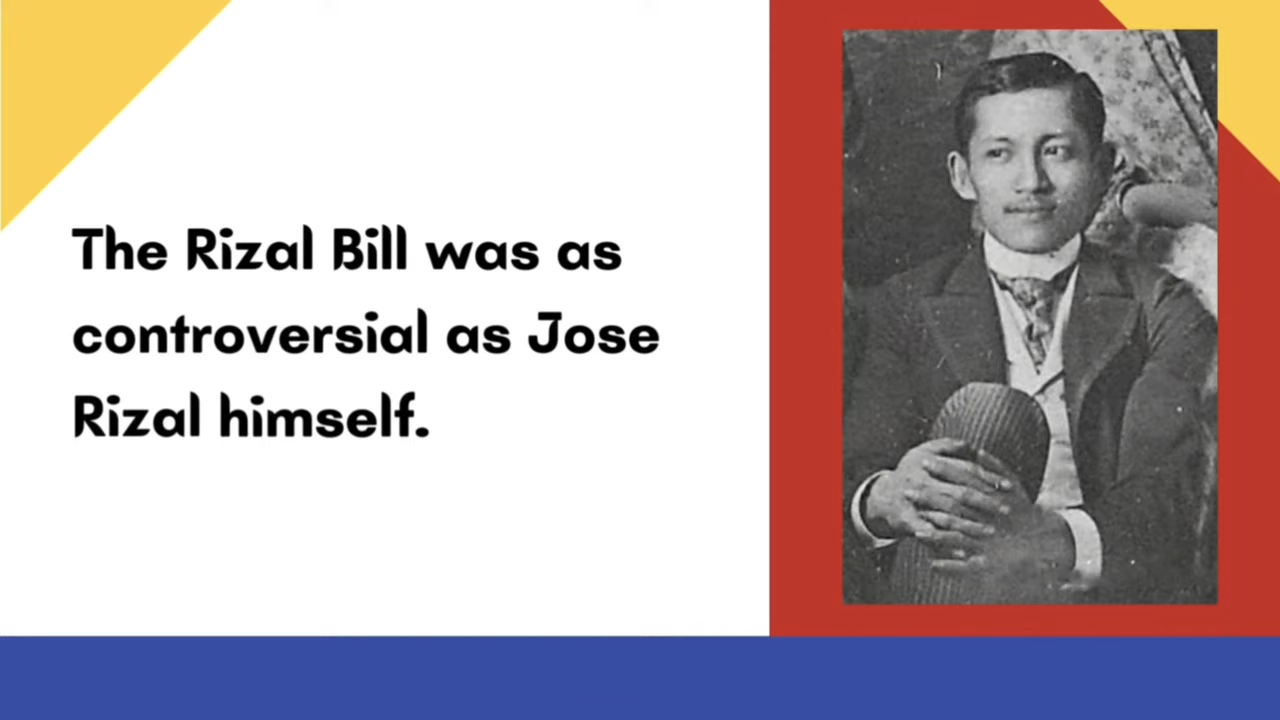 The Rizal Bill was as
controversial as Jose
Rizal himself.